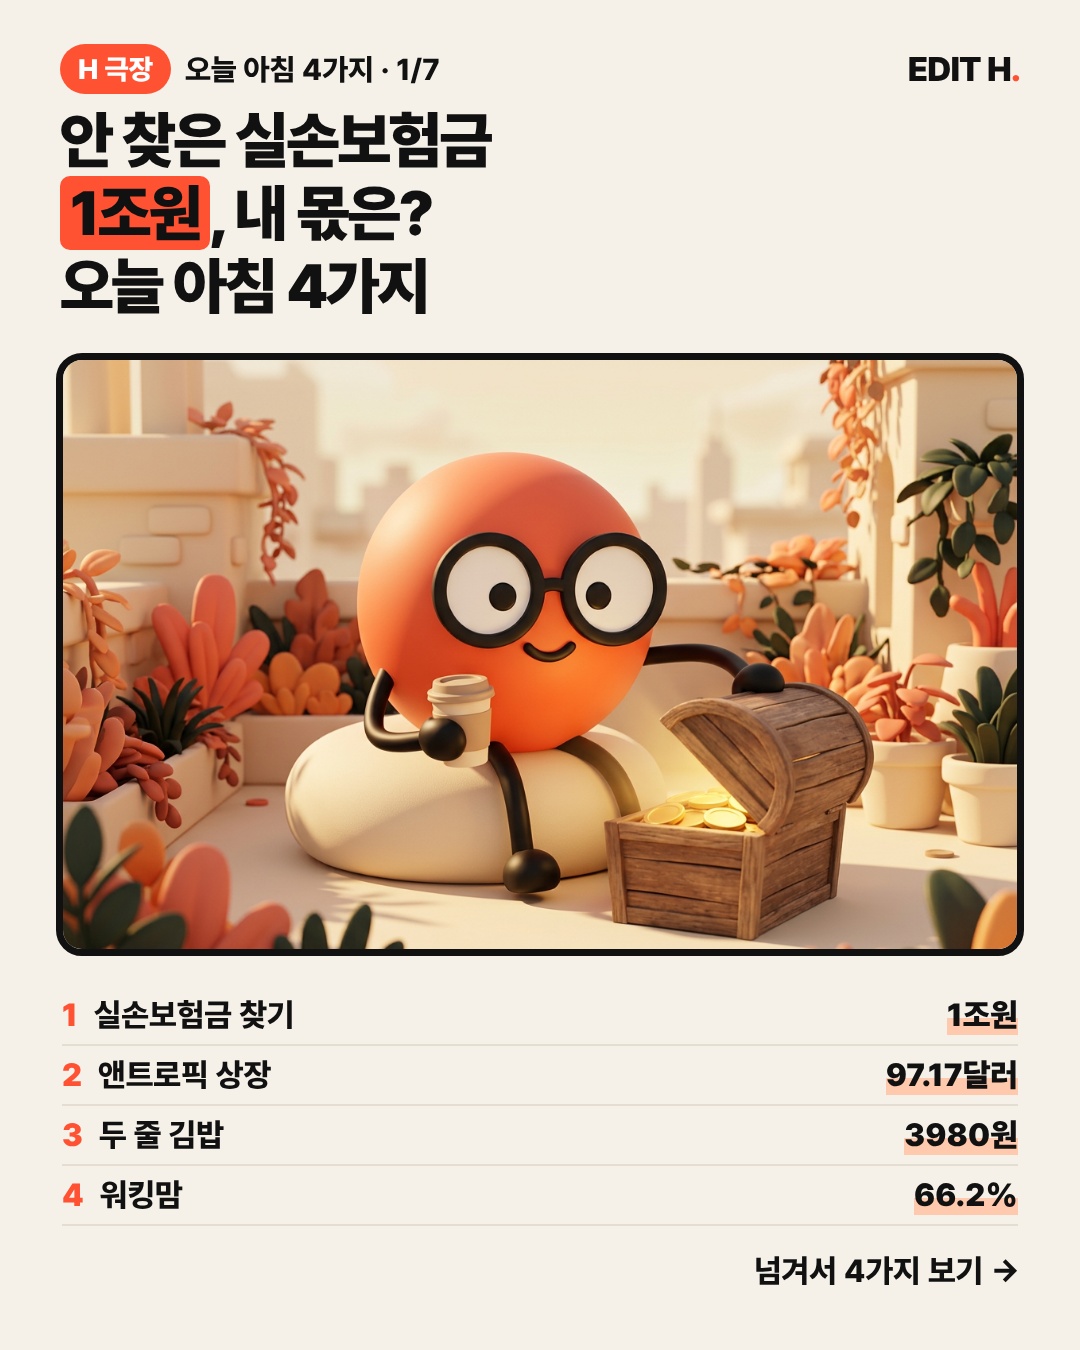 H 극장 오늘 아침 4가지 · 1/7
EDIT H.
안 찾은 실손보험금
1조원, 내 몫은?
오늘 아침 4가지
1 실손보험금 찾기 1조원
2 앤트로픽 상장 97.17달러
3 두 줄 김밥 3980원
4 워킹맘 66.2%
넘겨서 4가지 보기 →